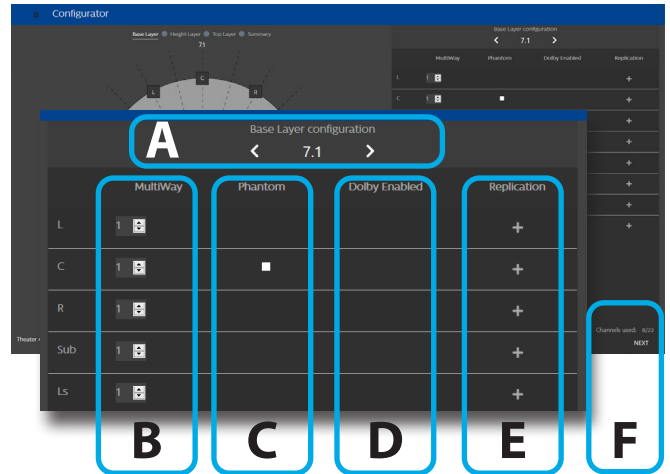 Configurator
Base Layer Height Layer Top Layer Summary
7.1
L
C
R
Base Layer configuration
7.1
MultiWay Phantom Dolby Enabled Replication
L 1 +
C 1 +
+
+
+
+
+
+
Channels used: 8/23
NEXT
Theater
A
Base Layer configuration
< 7.1 >
MultiWay Phantom Dolby Enabled Replication
L 1 +
C 1 +
R 1 +
Sub 1 +
Ls 1 +
B C D E F